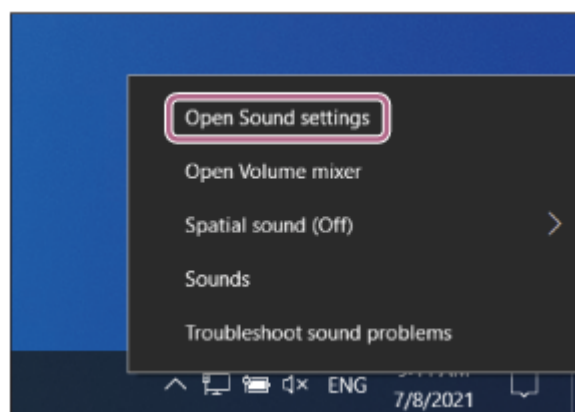 Open Sound settings
Open Volume mixer
Spatial sound (Off)
Sounds
Troubleshoot sound problems
ENG
7/8/2021